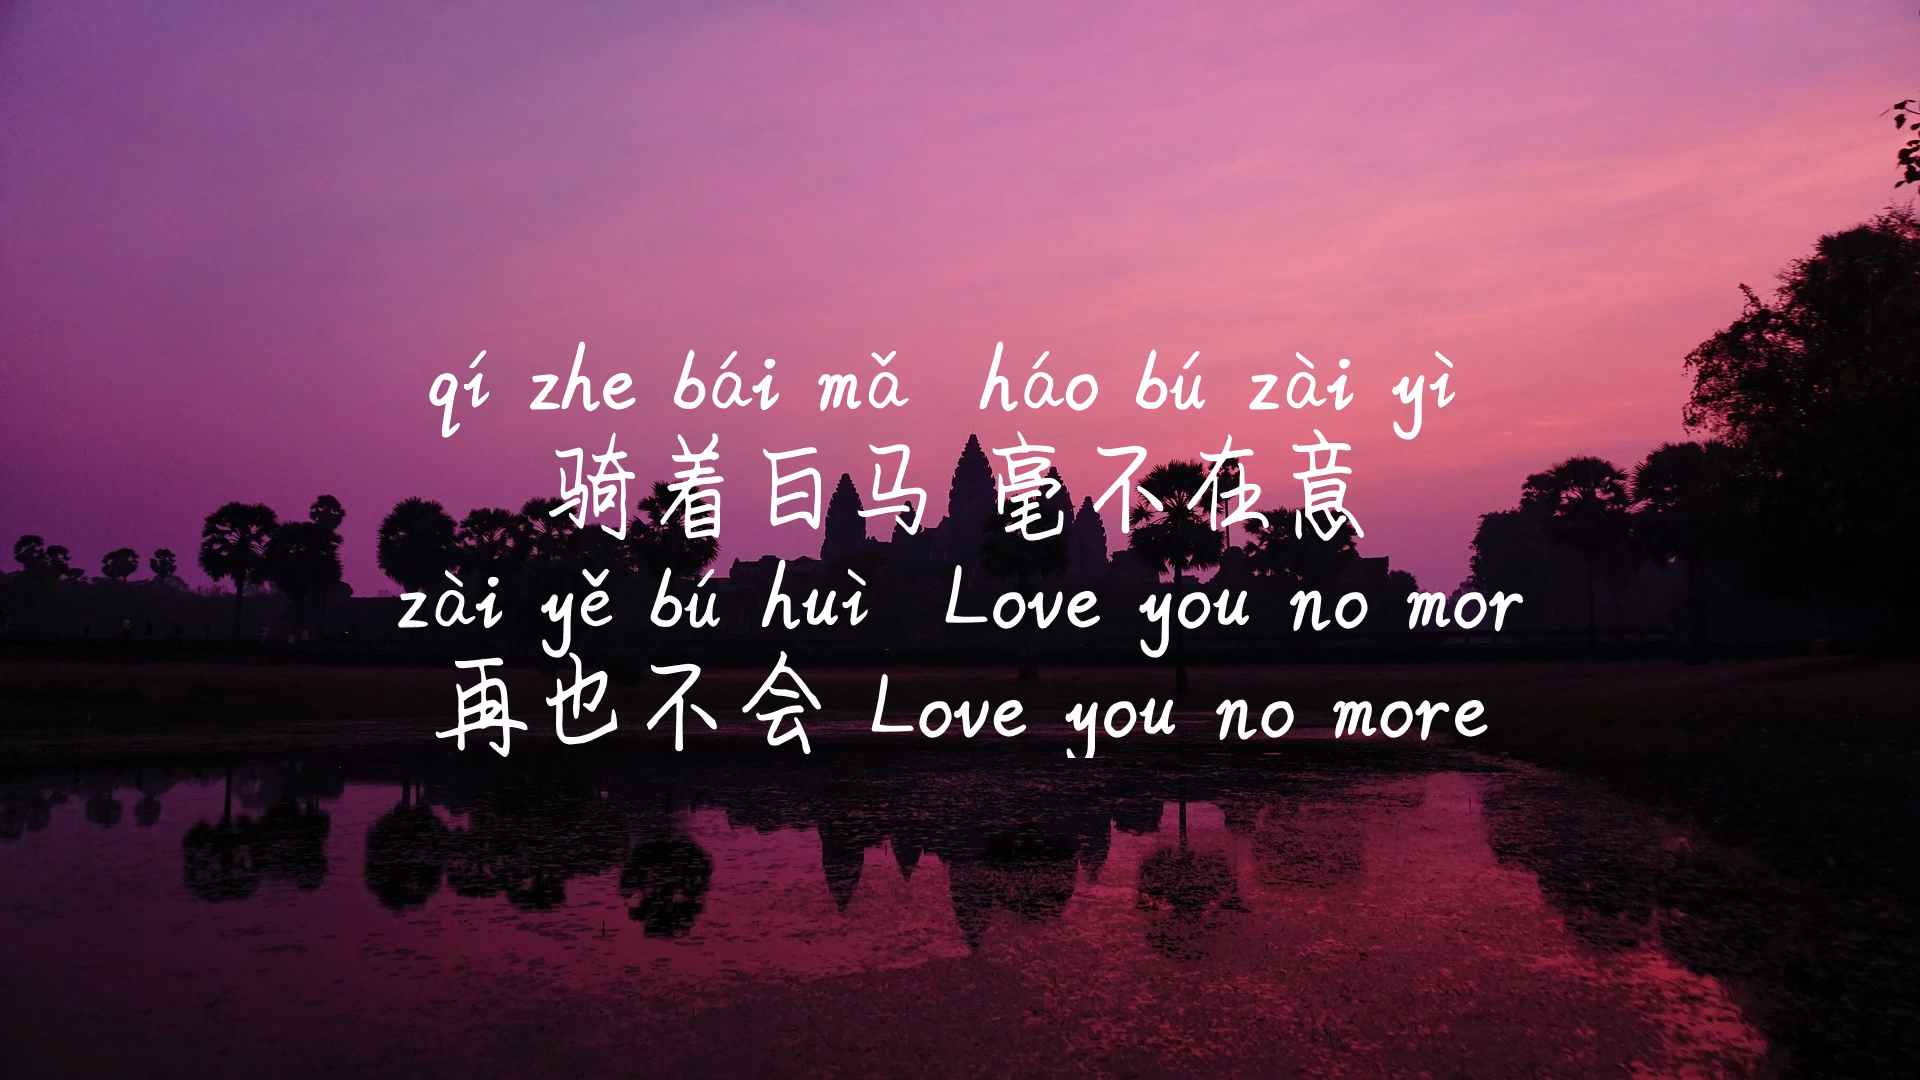 qí zhe bái mǎ  háo bú zài yì
骑着白马 毫不在意
zài yě bú huì  Love you no mor
再也不会 Love you no more